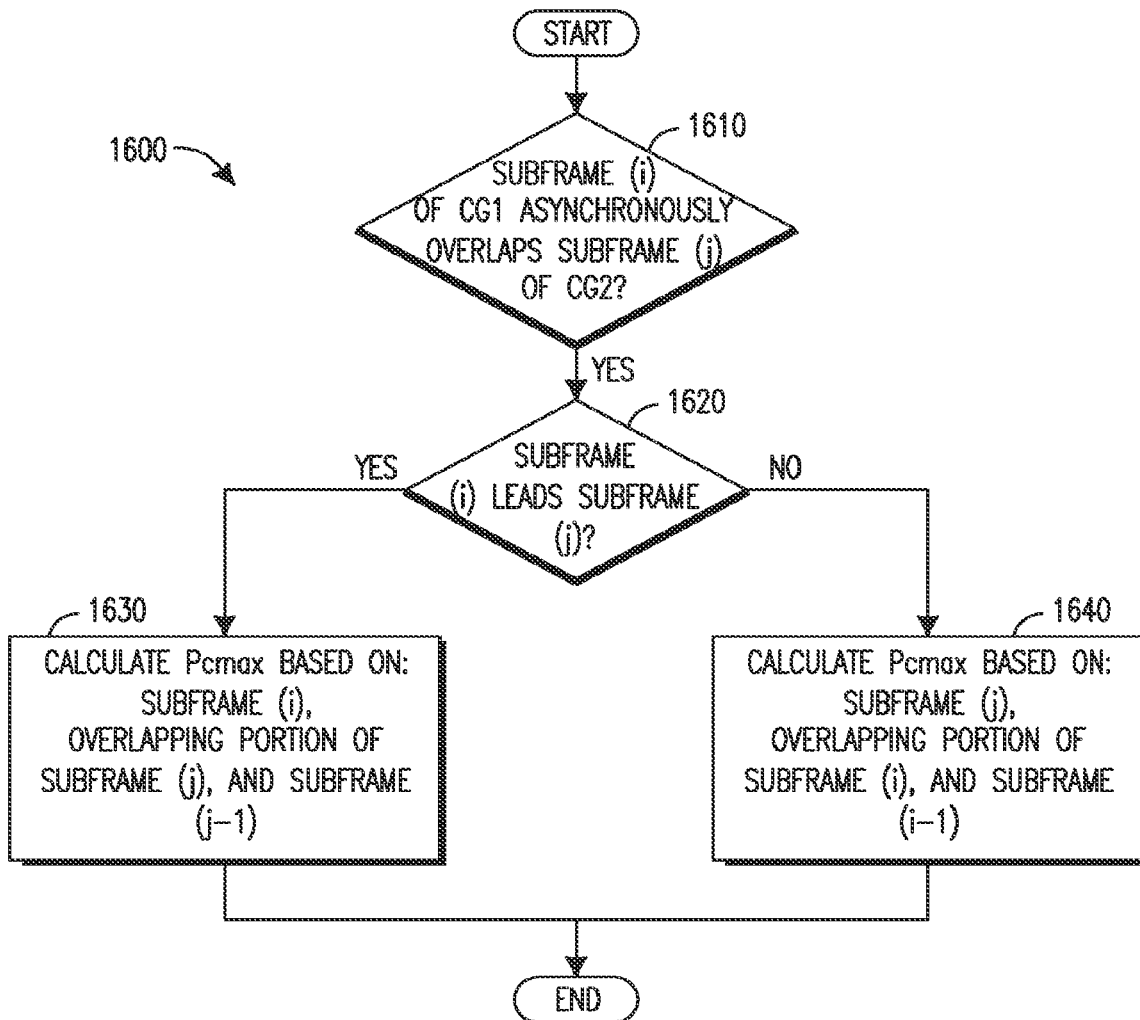 START
1600
1610
SUBFRAME (i)
OF CG1 ASYNCHRONOUSLY
OVERLAPS SUBFRAME (j)
OF CG2?
YES
1620
SUBFRAME
(i) LEADS SUBFRAME
(j)?
YES
NO
1630
CALCULATE Pcmax BASED ON:
SUBFRAME (i),
OVERLAPPING PORTION OF
SUBFRAME (j), AND SUBFRAME
(j-1)
1640
CALCULATE Pcmax BASED ON:
SUBFRAME (j),
OVERLAPPING PORTION OF
SUBFRAME (i), AND SUBFRAME
(i-1)
END